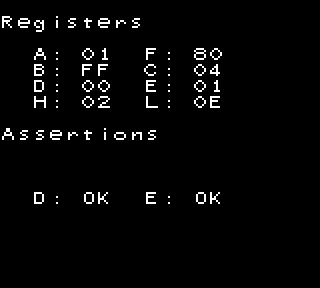 Registers
A: 01 F: 80
B: FF C: 04
D: 00 E: 01
H: 02 L: 0E
Assertions
D: OK E: OK